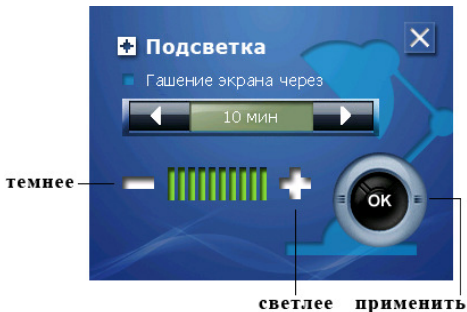 Подсветка
Гашение экрана через
10 мин
темнее
OK
светлее применить